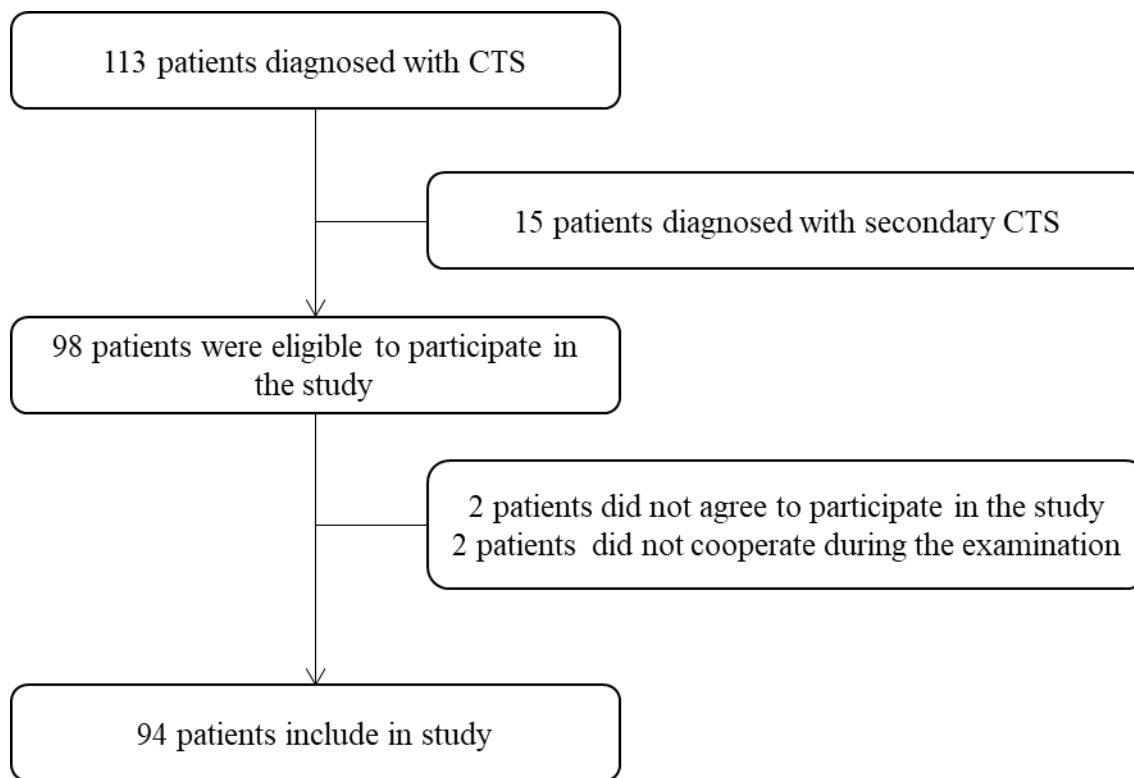 113 patients diagnosed with CTS
15 patients diagnosed with secondary CTS
98 patients were eligible to participate in
the study
2 patients did not agree to participate in the study
2 patients did not cooperate during the examination
94 patients include in study